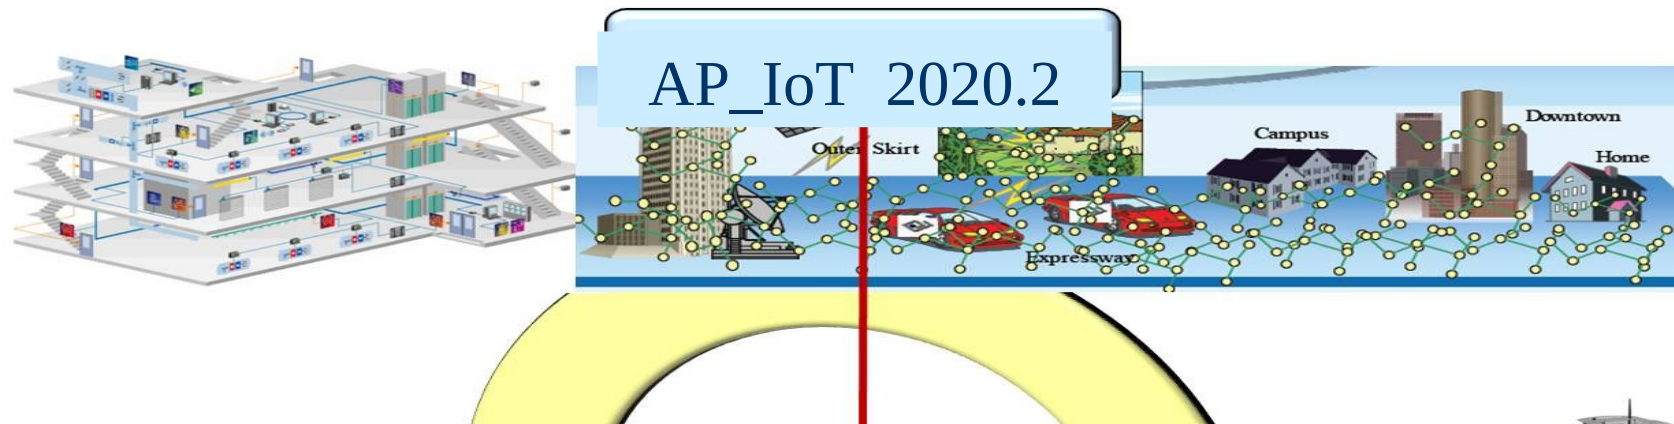 AP_IoT 2020.2
Outer Skirt
Campus
Downtown
Home
Expressway